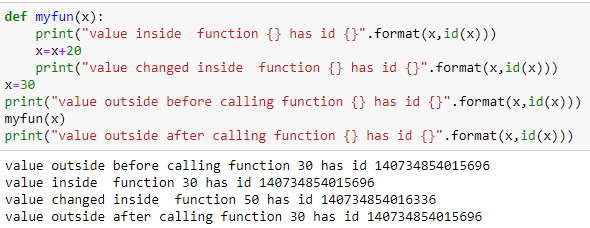 def myfun(x):
    print("value inside  function {} has id {}".format(x,id(x)))
    x=x+20
    print("value changed inside  function {} has id {}".format(x,id(x)))
x=30
print("value outside before calling function {} has id {}".format(x,id(x)))
myfun(x)
print("value outside after calling function {} has id {}".format(x,id(x)))
value outside before calling function 30 has id 140734854015696
value inside  function 30 has id 140734854015696
value changed inside  function 50 has id 140734854016336
value outside after calling function 30 has id 140734854015696